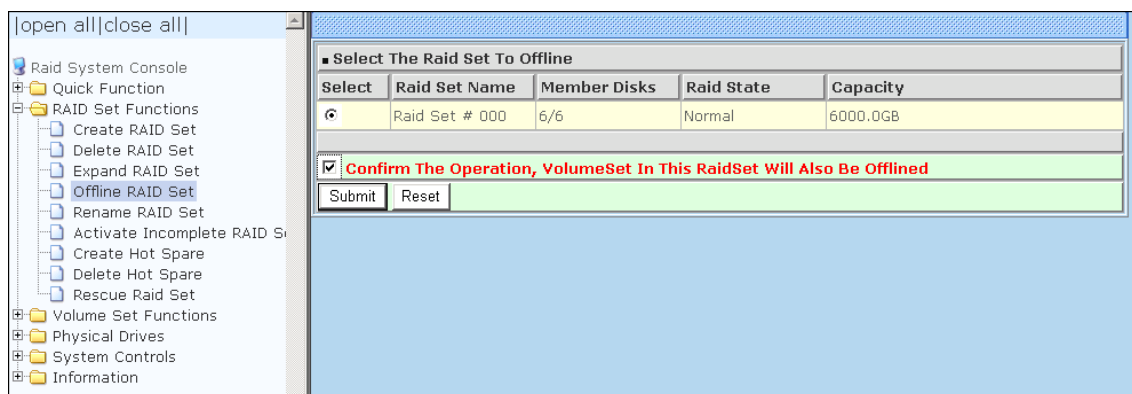 |open all|close all|
Raid System Console
Quick Function
RAID Set Functions
Create RAID Set
Delete RAID Set
Expand RAID Set
Offline RAID Set
Rename RAID Set
Activate Incomplete RAID S
Create Hot Spare
Delete Hot Spare
Rescue Raid Set
Volume Set Functions
Physical Drives
System Controls
Information
Select The Raid Set To Offline
Select Raid Set Name Member Disks Raid State Capacity
Raid Set # 000 6/6 Normal 6000.0GB
Confirm The Operation, VolumeSet In This RaidSet Will Also Be Offlined
Submit Reset